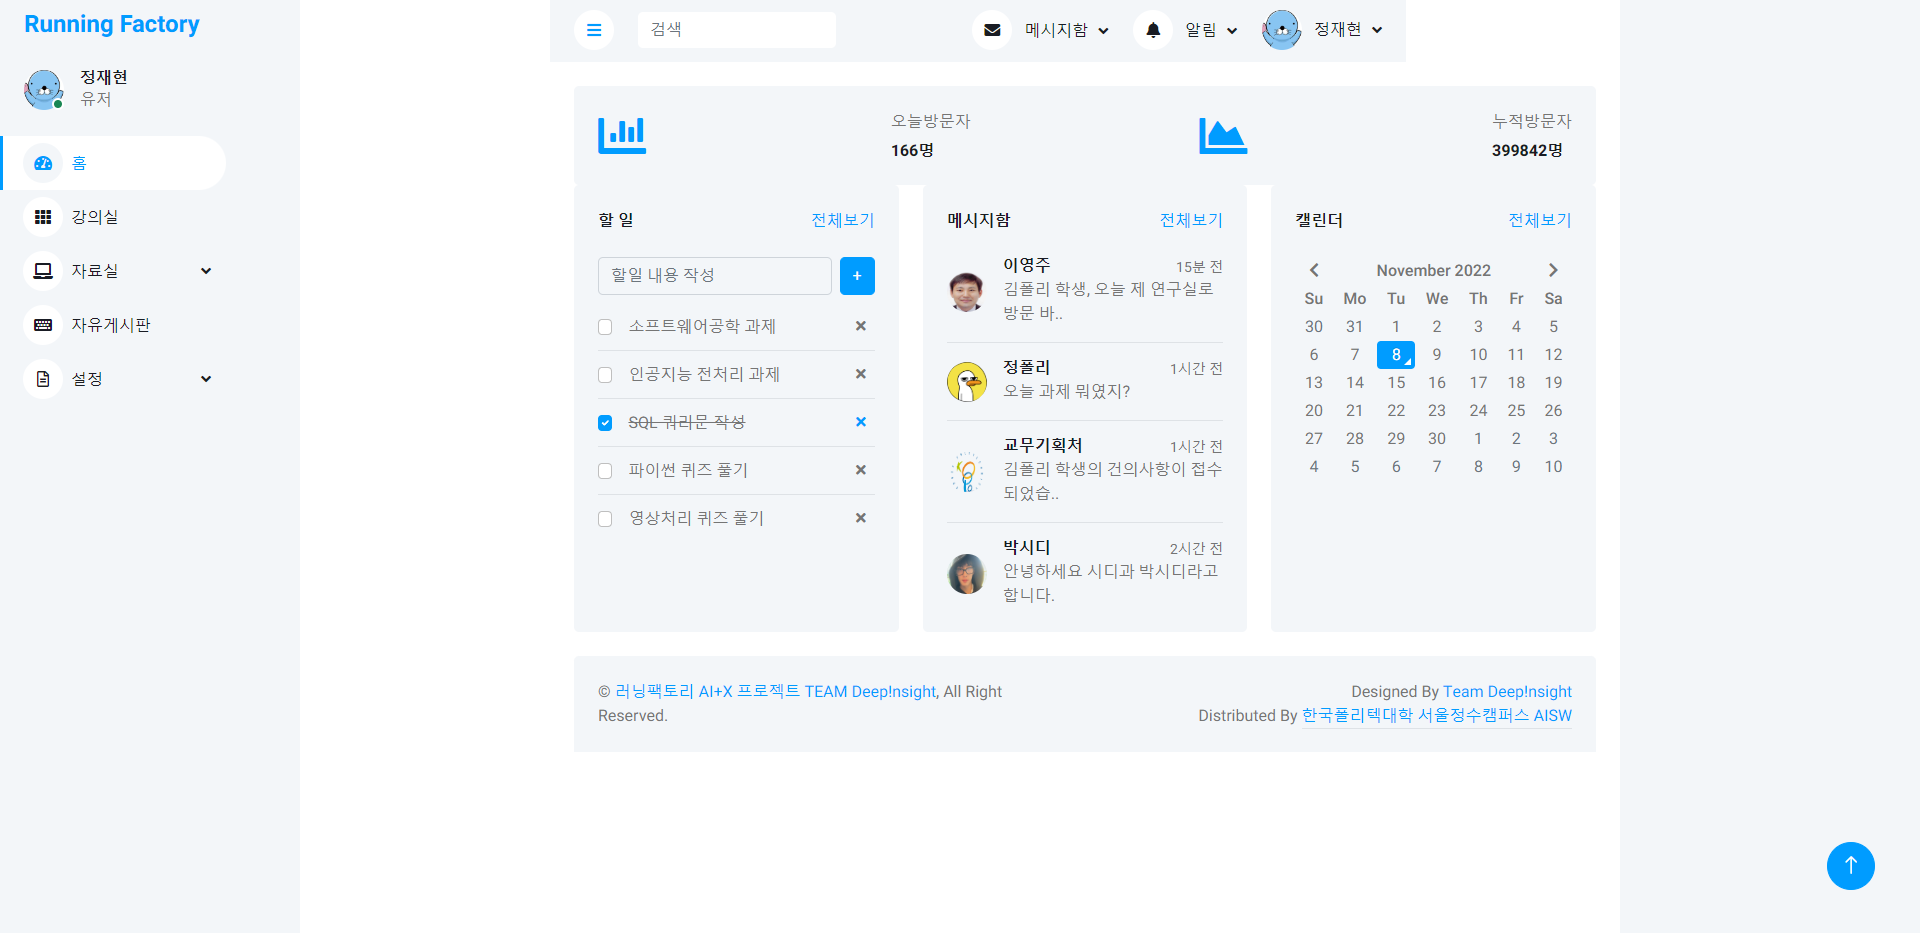 Running Factory
정재현
유저
홈
강의실
자료실
자유게시판
설정
검색
메시지함
알림
정재현
오늘방문자
166명
누적방문자
399842명
할 일
전체보기
할일 내용 작성
+
소프트웨어공학 과제
인공지능 전처리 과제
SQL 쿼리문 작성
파이썬 퀴즈 풀기
영상처리 퀴즈 풀기
메시지함
전체보기
이영주
15분 전
김폴리 학생, 오늘 제 연구실로
방문 바..
정폴리
1시간 전
오늘 과제 뭐였지?
교무기획처
1시간 전
김폴리 학생의 건의사항이 접수
되었습..
박시디
2시간 전
안녕하세요 시디과 박시디라고
합니다.
캘린더
전체보기
November 2022
Su Mo Tu We Th Fr Sa
30 31 1 2 3 4 5
6 7 8 9 10 11 12
13 14 15 16 17 18 19
20 21 22 23 24 25 26
27 28 29 30 1 2 3
4 5 6 7 8 9 10
© 러닝팩토리 AI+X 프로젝트 TEAM Deep!nsight, All Right
Reserved.
Designed By Team Deep!nsight
Distributed By 한국폴리텍대학 서울정수캠퍼스 AISW